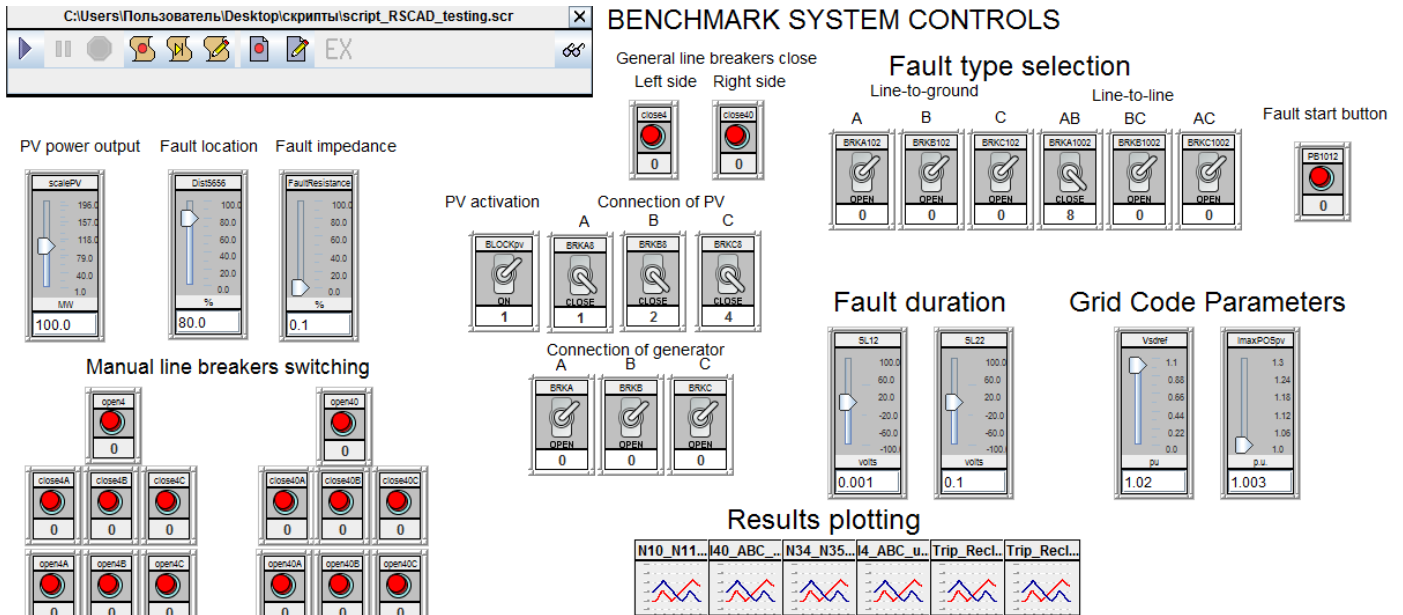 C:\Users\Пользователь\Desktop\скрипты\script_RSCAD_testing.scr
EX
BENCHMARK SYSTEM CONTROLS
General line breakers close
Left side Right side
close4 close40
0 0
Fault type selection
Line-to-ground Line-to-line
A B C AB BC AC
BRKA102 BRKB102 BRKC102 BRKA1002 BRKB1002 BRKC1002
OPEN OPEN OPEN CLOSE OPEN OPEN
0 0 0 8 0 0
Fault start button
PB1012
0
PV power output Fault location Fault impedance
scalePV Dist5656 FaultResistance
196.0 100.0 100.0
157.0 80.0 80.0
118.0 60.0 60.0
79.0 40.0 40.0
40.0 20.0 20.0
1.0 0.0 0.0
MW % %
100.0 80.0 0.1
PV activation Connection of PV
A B C
BLOCKpv BRKA8 BRKB8 BRKC8
ON CLOSE CLOSE CLOSE
1 1 2 4
Connection of generator
A B C
BRKA BRKB BRKC
OPEN OPEN OPEN
0 0 0
Fault duration Grid Code Parameters
SL12 SL22 Vsdref ImaxPOSpv
100.0 100.0 1.1 1.3
60.0 60.0 0.88 1.24
20.0 20.0 0.66 1.18
-20.0 -20.0 0.44 1.12
-60.0 -60.0 0.22 1.06
-100. -100. 0.0 1.0
volts volts pu p.u.
0.001 0.1 1.02 1.003
Manual line breakers switching
open4 open40
0 0
close4A close4B close4C close40A close40B close40C
0 0 0 0 0 0
open4A open4B open4C open40A open40B open40C
0 0 0 0 0 0
Results plotting
N10_N11... I40_ABC_... N34_N35... I4_ABC_u... Trip_Recl... Trip_Recl...